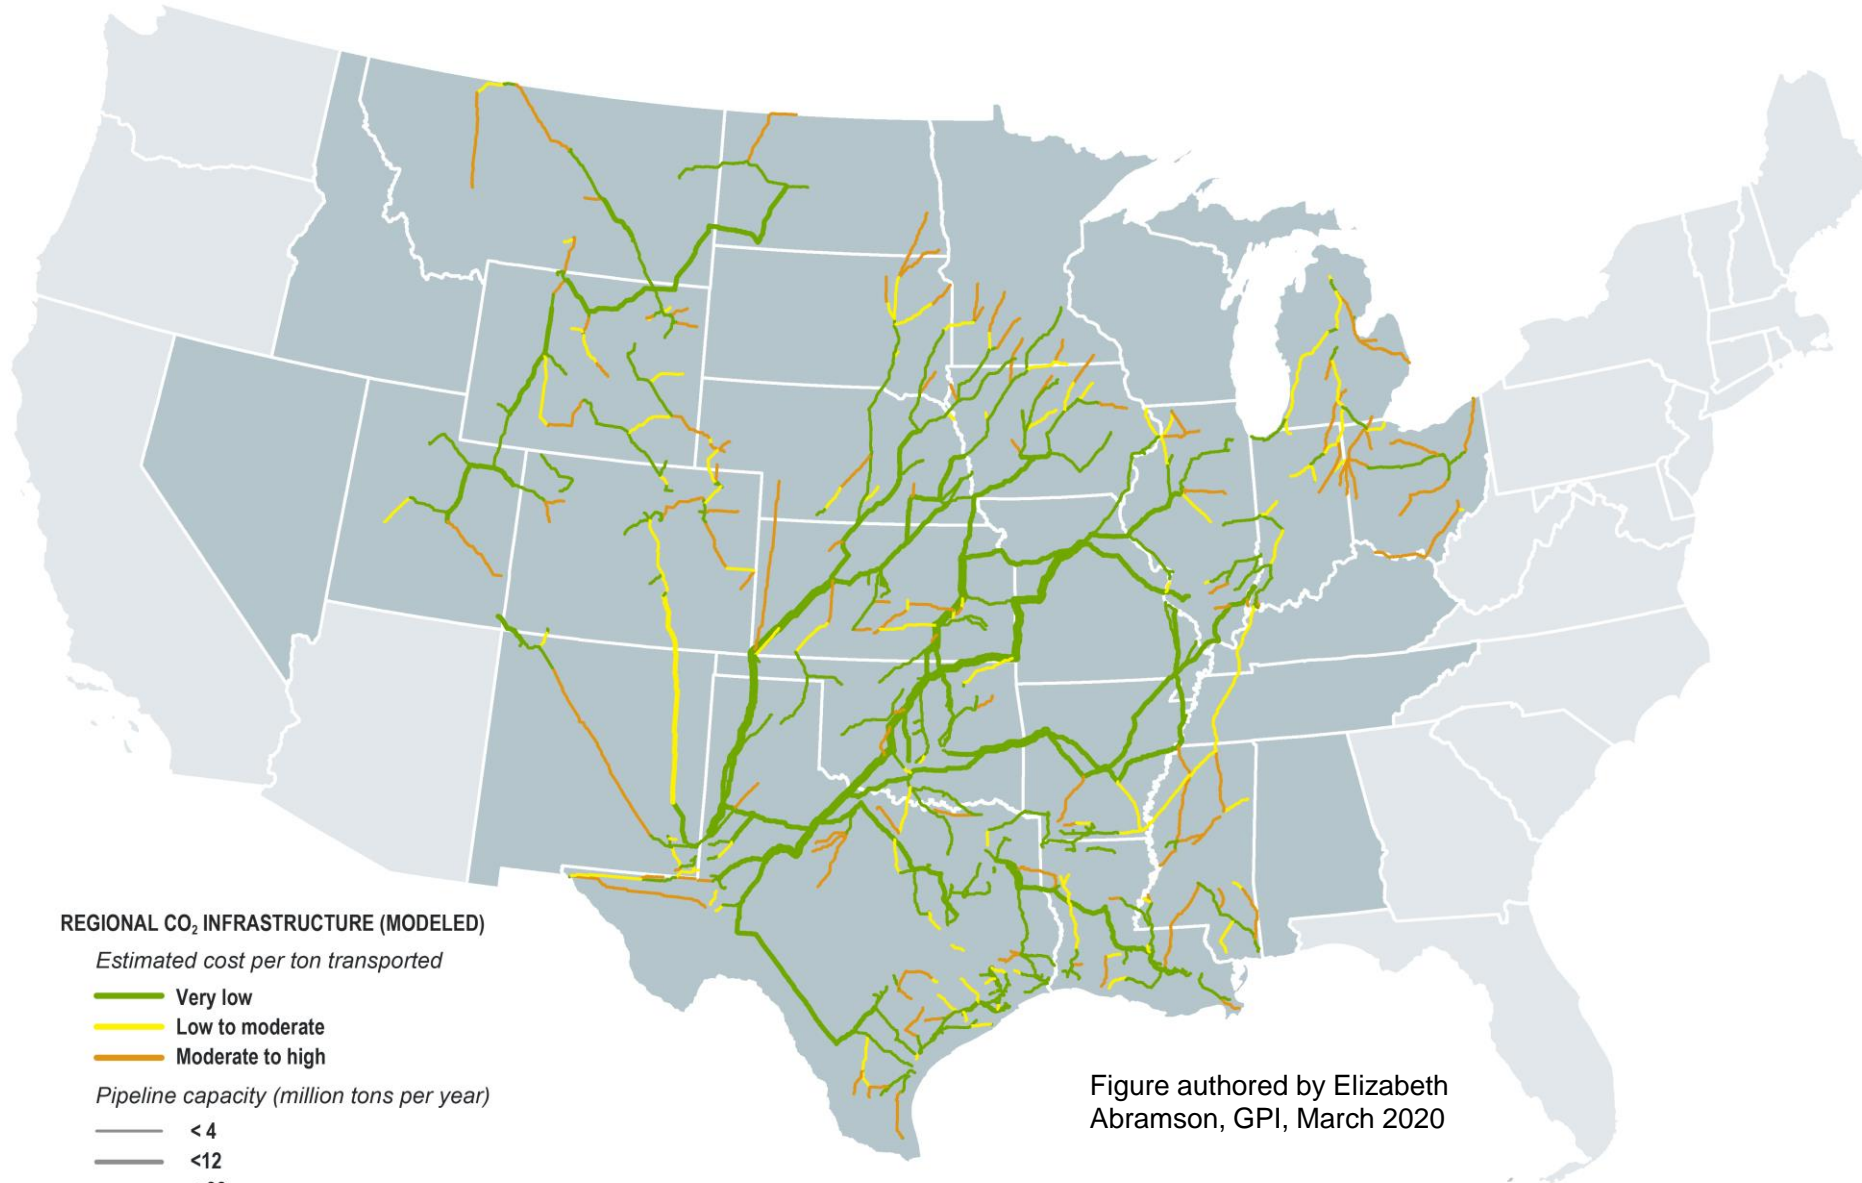 REGIONAL CO₂ INFRASTRUCTURE (MODELED)
Estimated cost per ton transported
Very low
Low to moderate
Moderate to high
Pipeline capacity (million tons per year)
< 4
<12
Figure authored by Elizabeth
Abramson, GPI, March 2020